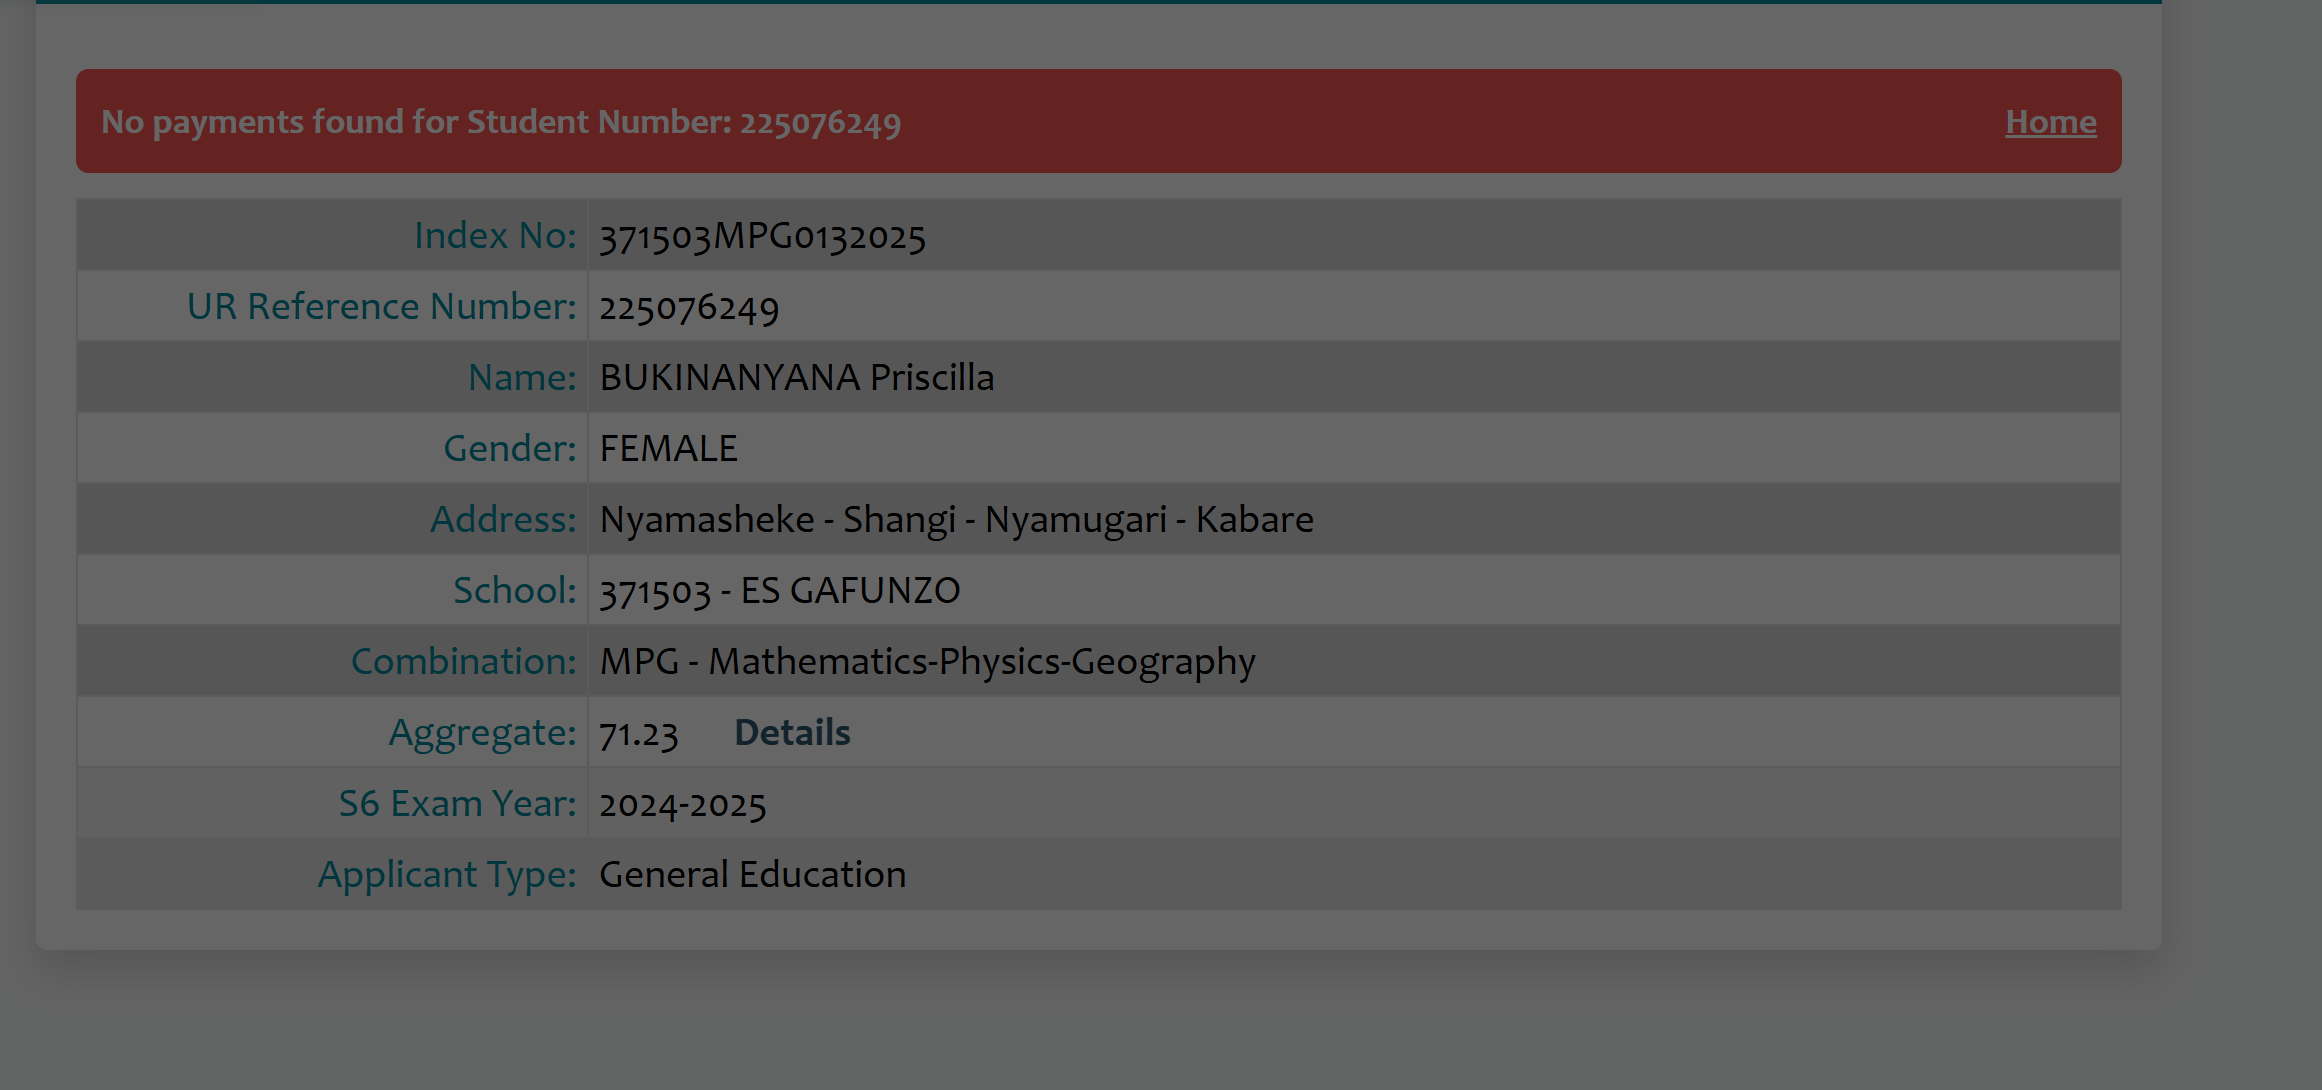 No payments found for Student Number: 225076249 Home
Index No: 371503MPG0132025
UR Reference Number: 225076249
Name: BUKINANYANA Priscilla
Gender: FEMALE
Address: Nyamasheke - Shangi - Nyamugari - Kabare
School: 371503 - ES GAFUNZO
Combination: MPG - Mathematics-Physics-Geography
Aggregate: 71.23 Details
S6 Exam Year: 2024-2025
Applicant Type: General Education